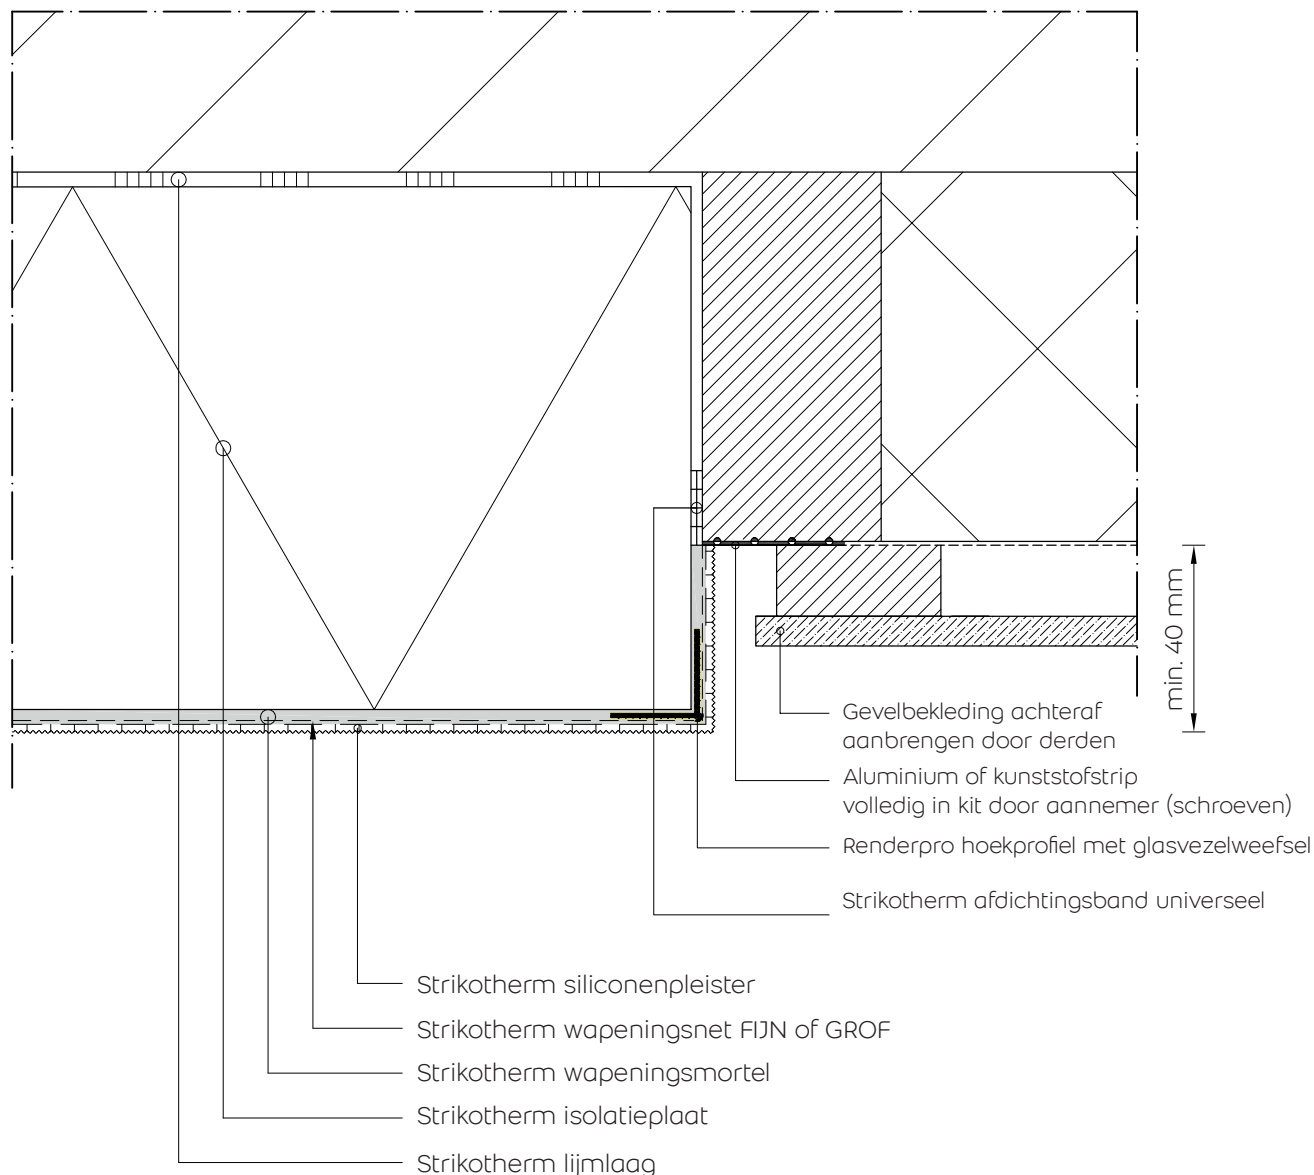 min. 40 mm
Gevelbekleding achteraf
aanbrengen door derden
Aluminium of kunststofstrip
volledig in kit door aannemer (schroeven)
Renderpro hoekprofiel met glasvezelweefsel
Strikotherm afdichtingsband universeel
Strikotherm siliconenpleister
Strikotherm wapeningsnet FIJN of GROF
Strikotherm wapeningsmortel
Strikotherm isolatieplaat
Strikotherm lijmlaag